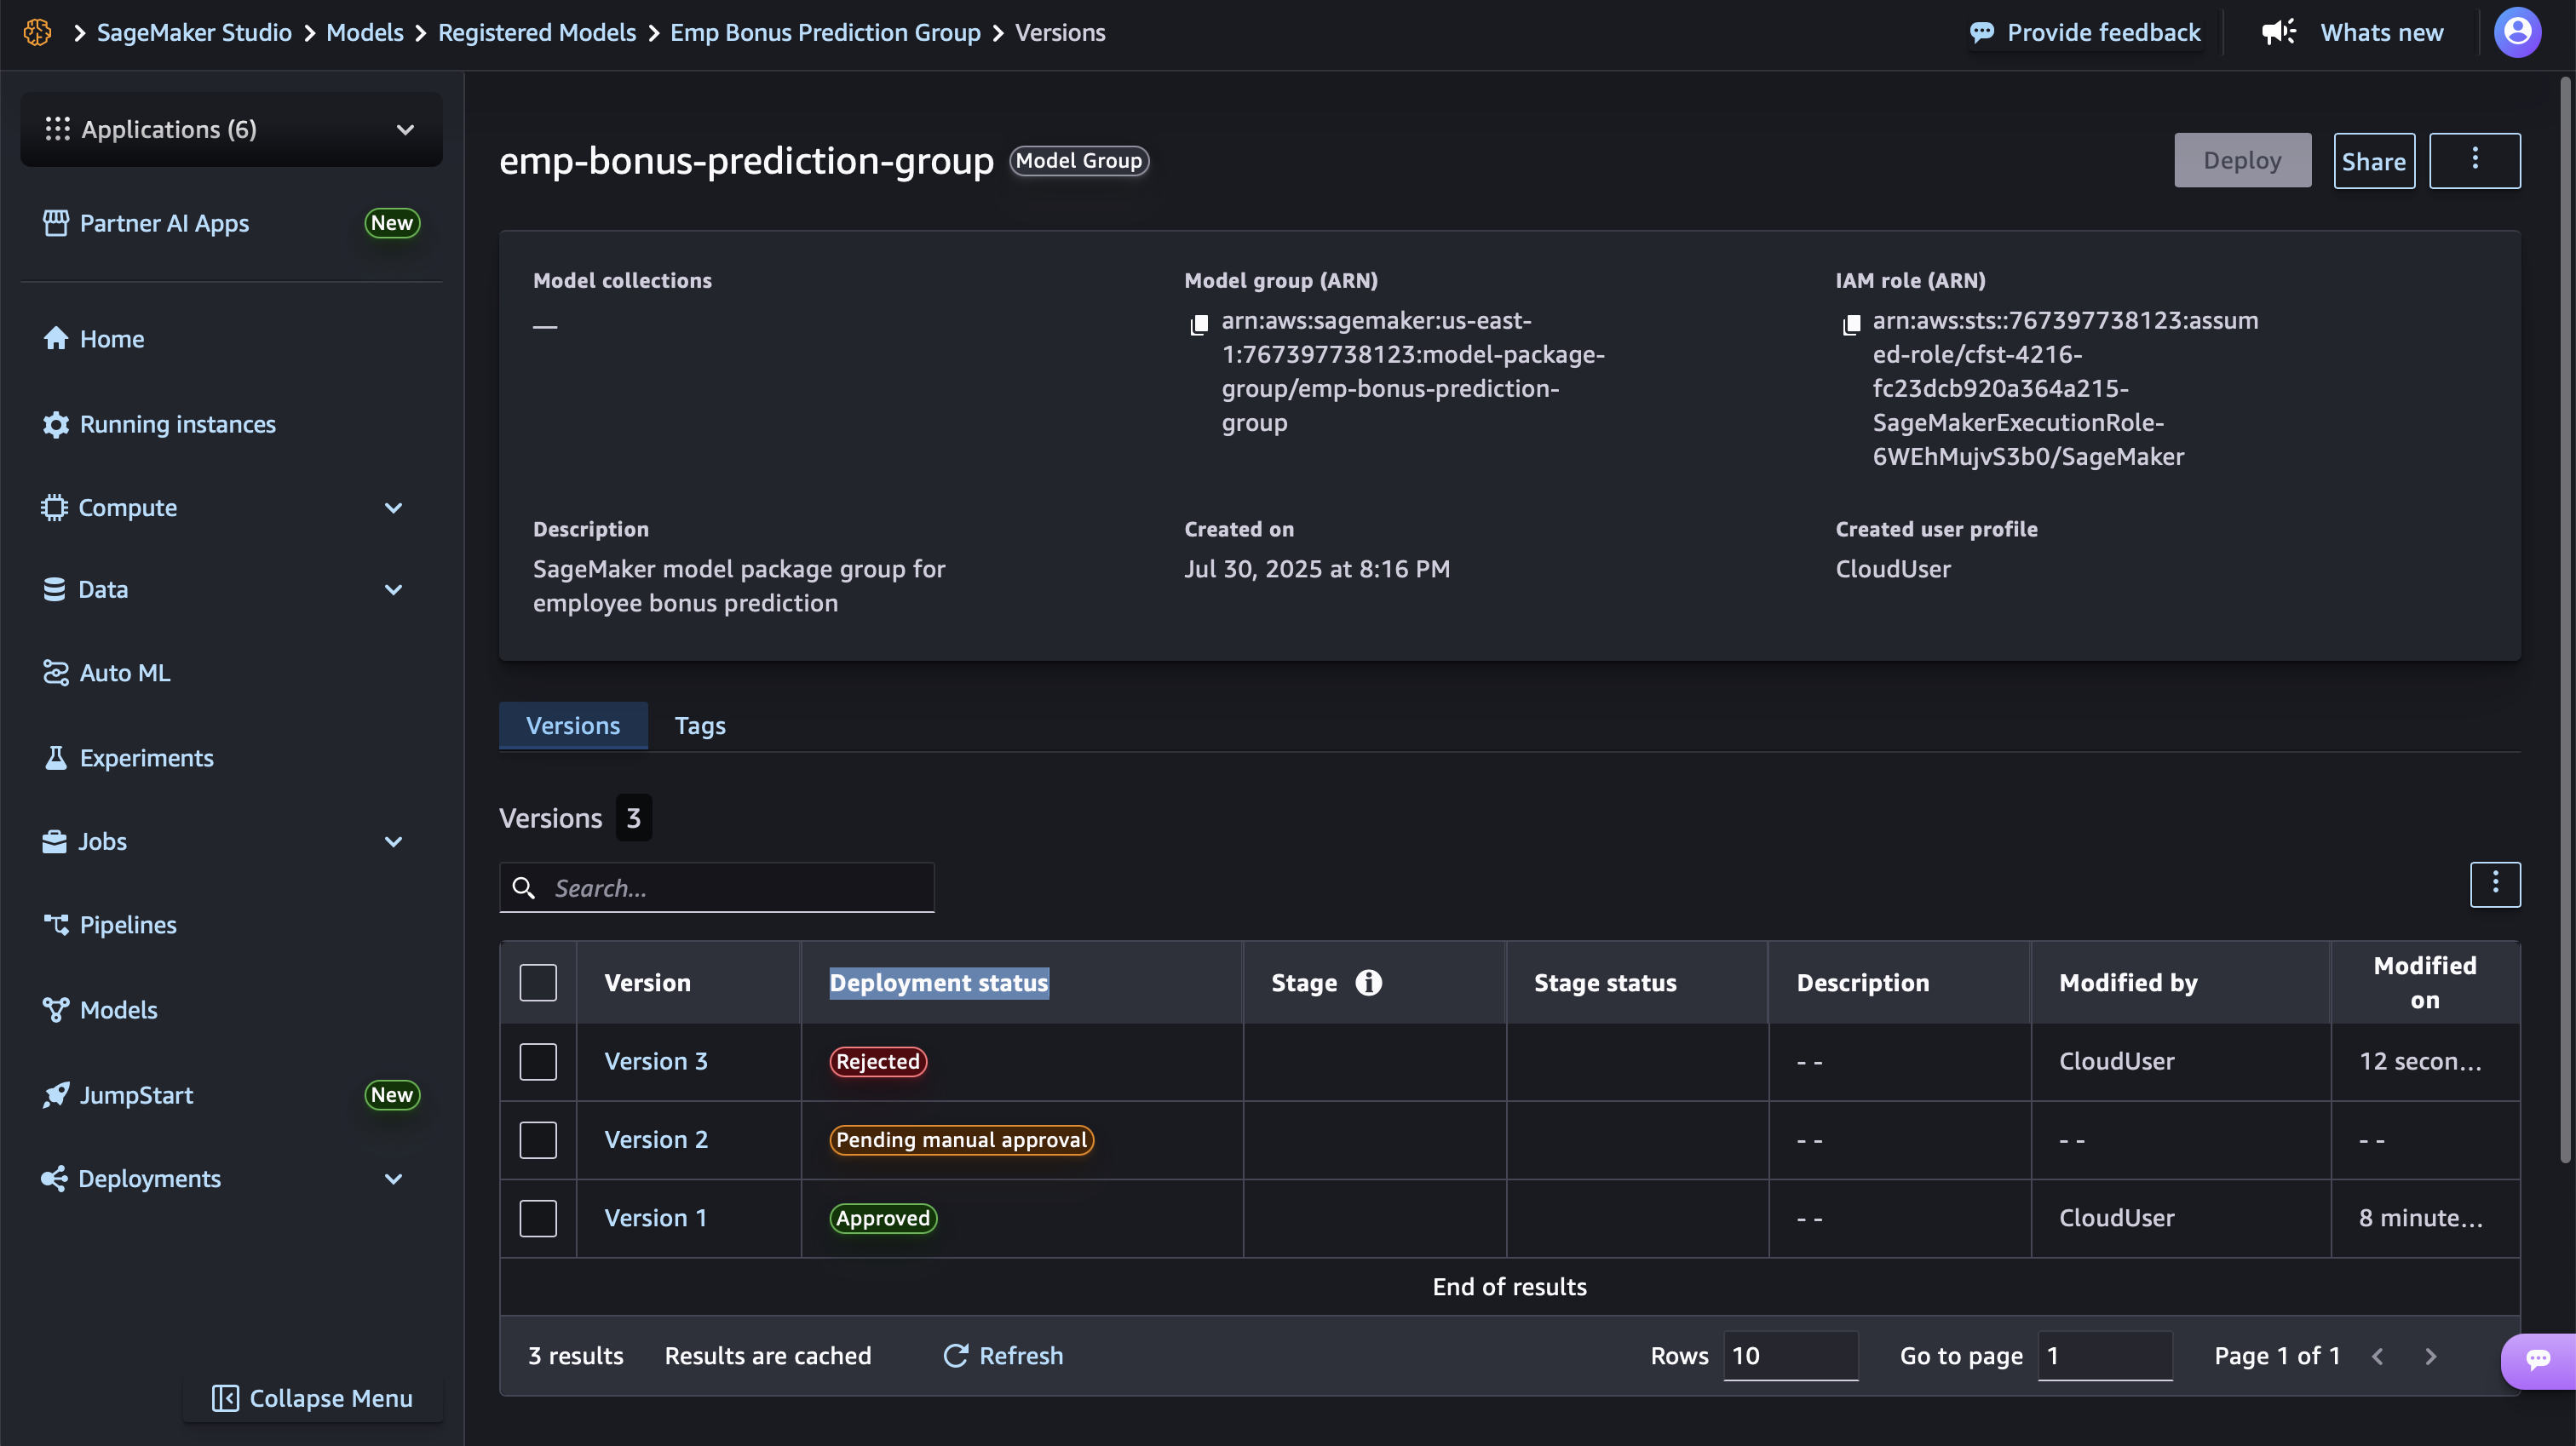 SageMaker Studio > Models > Registered Models > Emp Bonus Prediction Group > Versions
Provide feedback
Whats new
Applications (6)
Partner AI Apps New
Home
Running instances
Compute
Data
Auto ML
Experiments
Jobs
Pipelines
Models
JumpStart New
Deployments
Collapse Menu
emp-bonus-prediction-group Model Group
Deploy
Share
Model collections
—
Model group (ARN)
arn:aws:sagemaker:us-east-
1:767397738123:model-package-
group/emp-bonus-prediction-
group
IAM role (ARN)
arn:aws:sts::767397738123:assum
ed-role/cfst-4216-
fc23dcb920a364a215-
SageMakerExecutionRole-
6WEhMujvS3b0/SageMaker
Description
SageMaker model package group for
employee bonus prediction
Created on
Jul 30, 2025 at 8:16 PM
Created user profile
CloudUser
Versions Tags
Versions 3
Search...
Version Deployment status Stage Stage status Description Modified by Modified
on
Version 3 Rejected - - CloudUser 12 secon...
Version 2 Pending manual approval - - - - - -
Version 1 Approved - - CloudUser 8 minute...
End of results
3 results Results are cached Refresh Rows 10 Go to page 1 Page 1 of 1